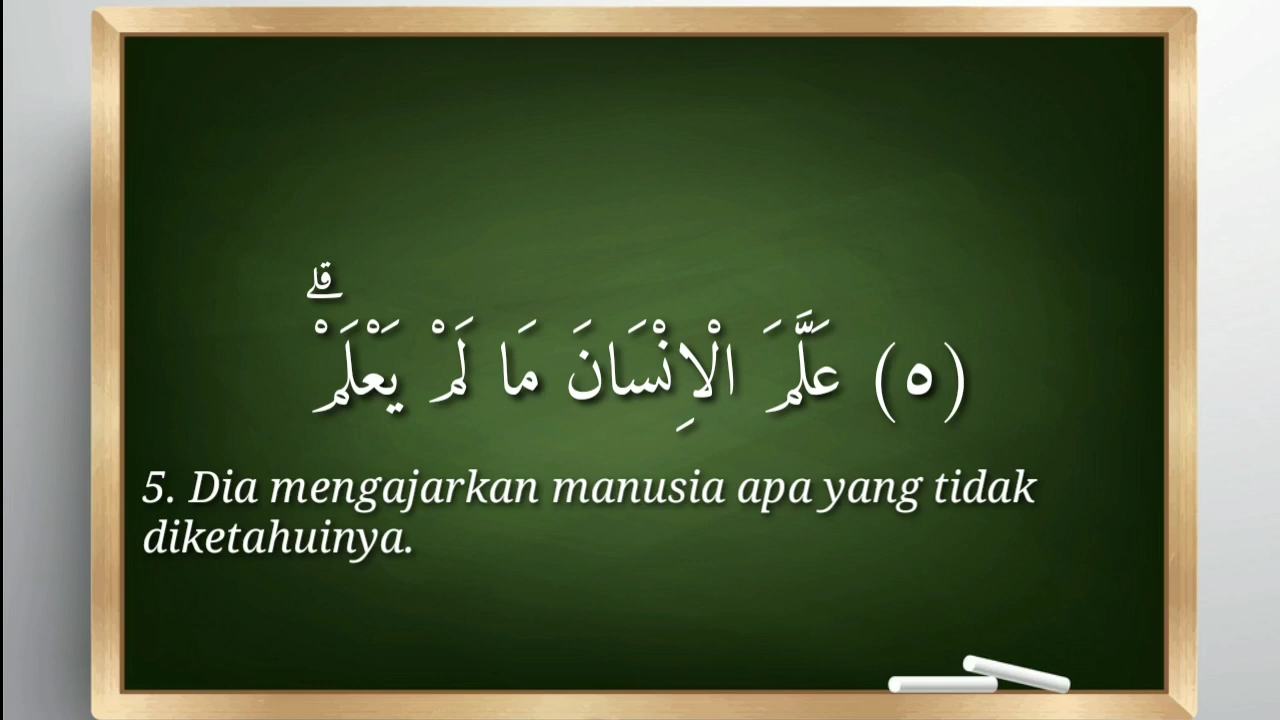 (٥) عَلَّمَ الْاِنْسَانَ مَا لَمْ يَعْلَمْۗ
5. Dia mengajarkan manusia apa yang tidak
diketahuinya.